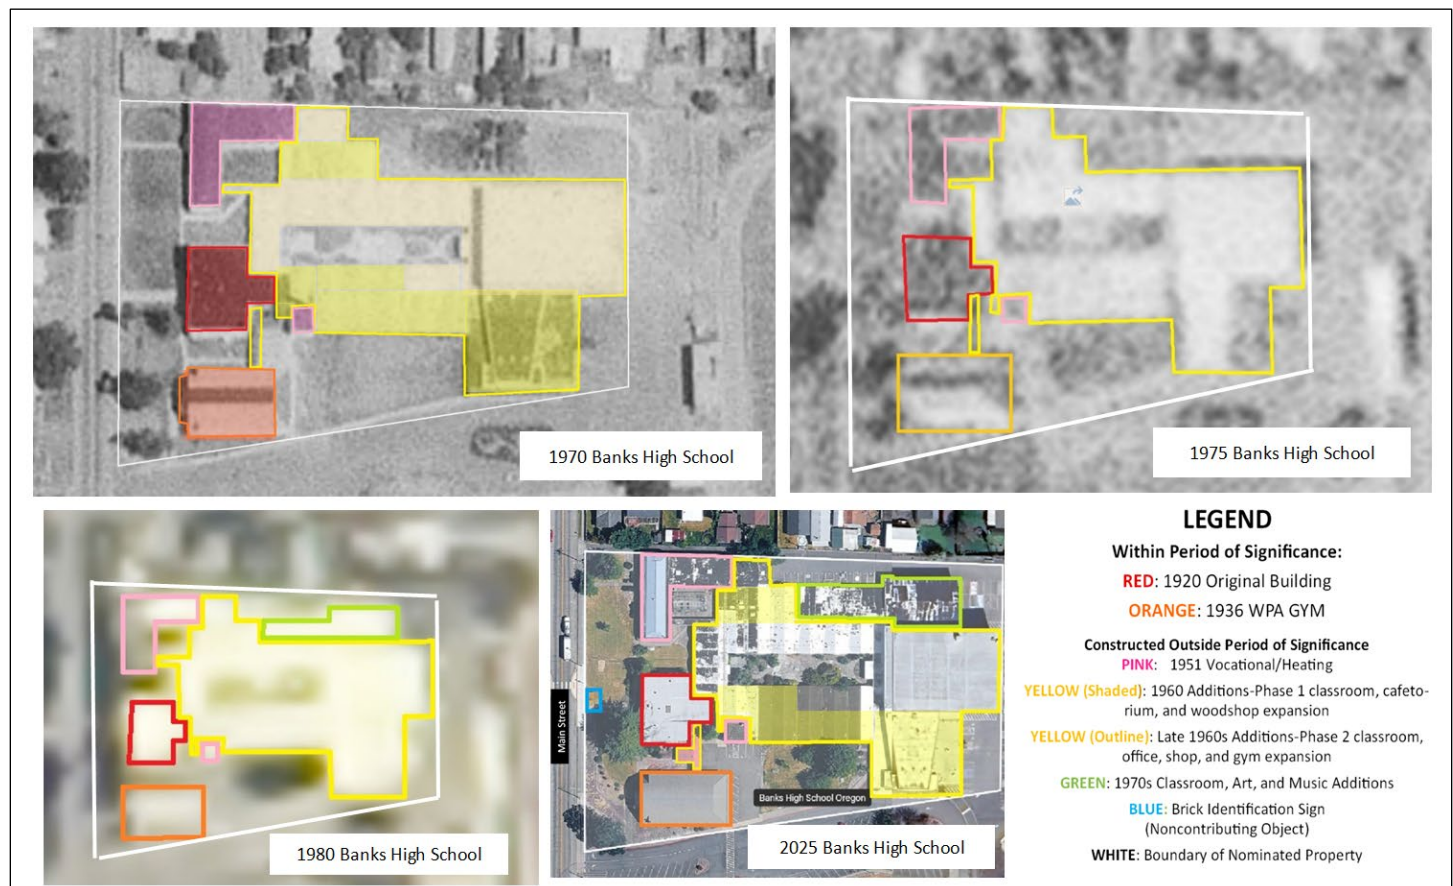 1970 Banks High School
1975 Banks High School
1980 Banks High School
Main Street
Banks High School Oregon
2025 Banks High School
LEGEND
Within Period of Significance:
RED: 1920 Original Building
ORANGE: 1936 WPA GYM
Constructed Outside Period of Significance
PINK: 1951 Vocational/Heating
YELLOW (Shaded): 1960 Additions-Phase 1 classroom, cafeto-
rium, and woodshop expansion
YELLOW (Outline): Late 1960s Additions-Phase 2 classroom,
office, shop, and gym expansion
GREEN: 1970s Classroom, Art, and Music Additions
BLUE: Brick Identification Sign
(Noncontributing Object)
WHITE: Boundary of Nominated Property